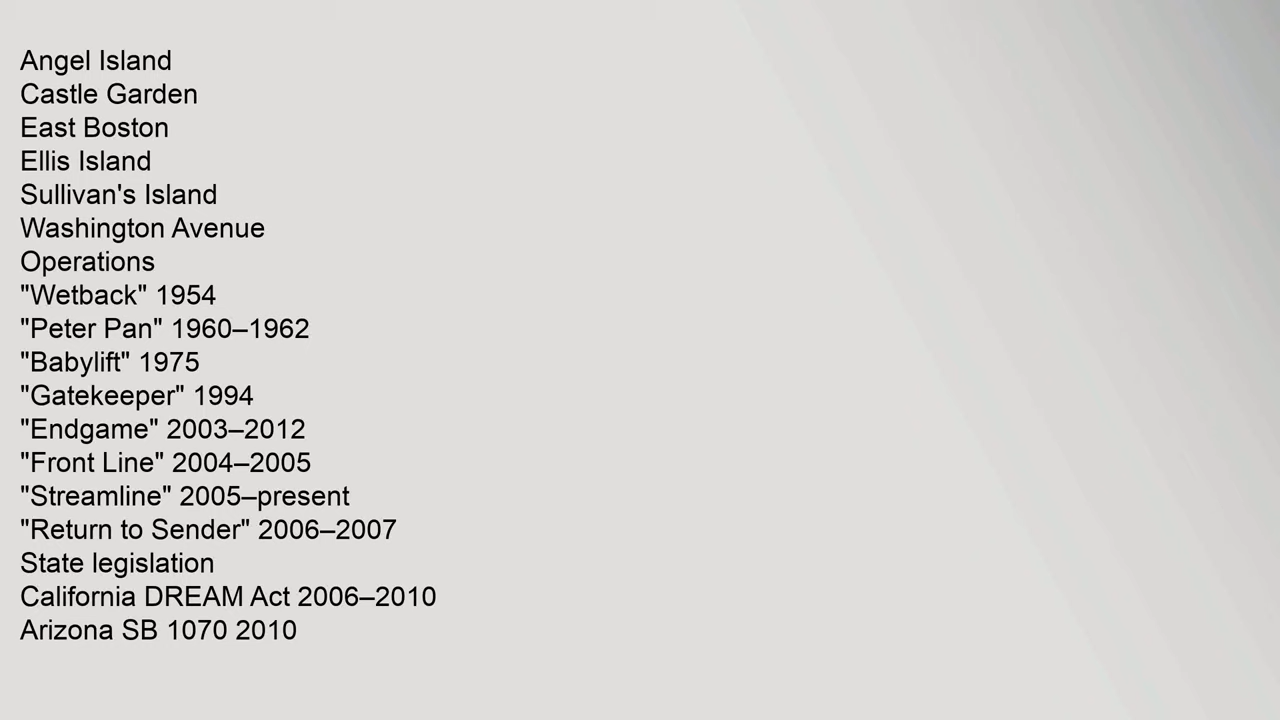 Angel Island
Castle Garden
East Boston
Ellis Island
Sullivan's Island
Washington Avenue
Operations
"Wetback" 1954
"Peter Pan" 1960–1962
"Babylift" 1975
"Gatekeeper" 1994
"Endgame" 2003–2012
"Front Line" 2004–2005
"Streamline" 2005–present
"Return to Sender" 2006–2007
State legislation
California DREAM Act 2006–2010
Arizona SB 1070 2010